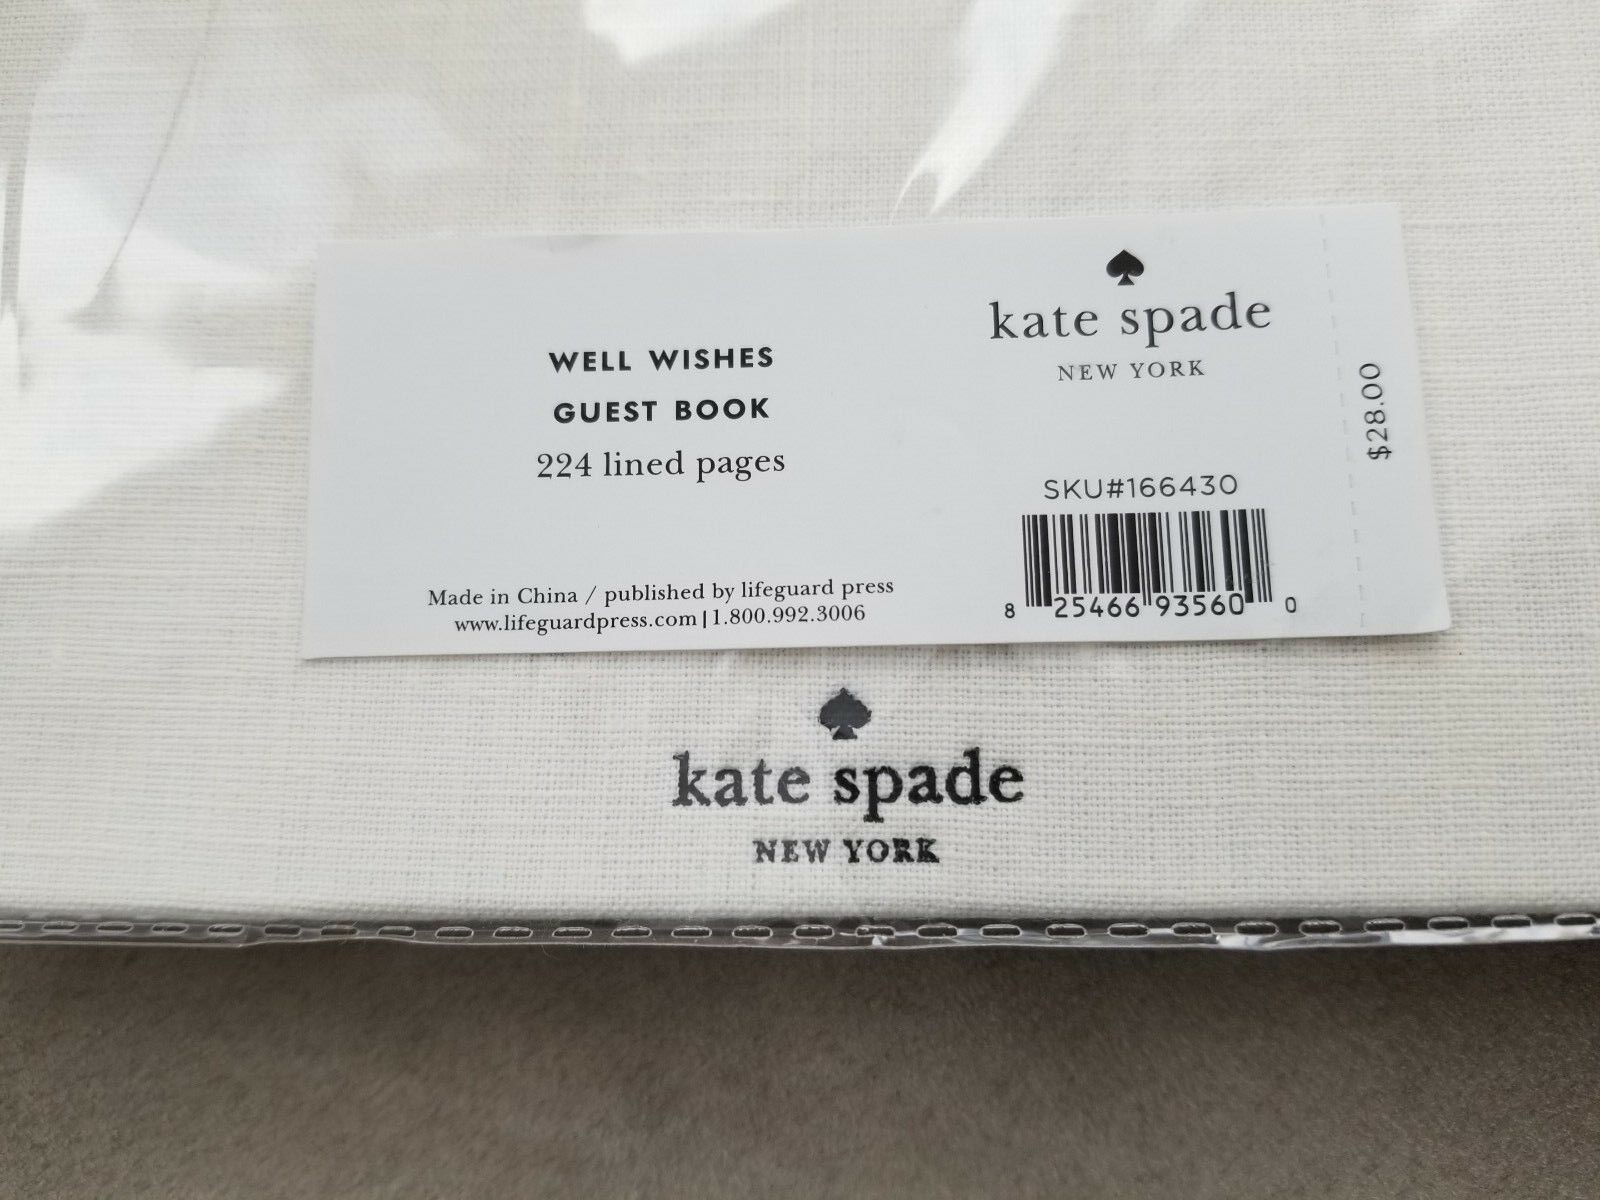 WELL WISHES
GUEST BOOK
224 lined pages
Made in China / published by lifeguard press
www.lifeguardpress.com | 1.800.992.3006
kate spade
NEW YORK
SKU#166430
8 25466 93560 0
$28.00
kate spade
NEW YORK